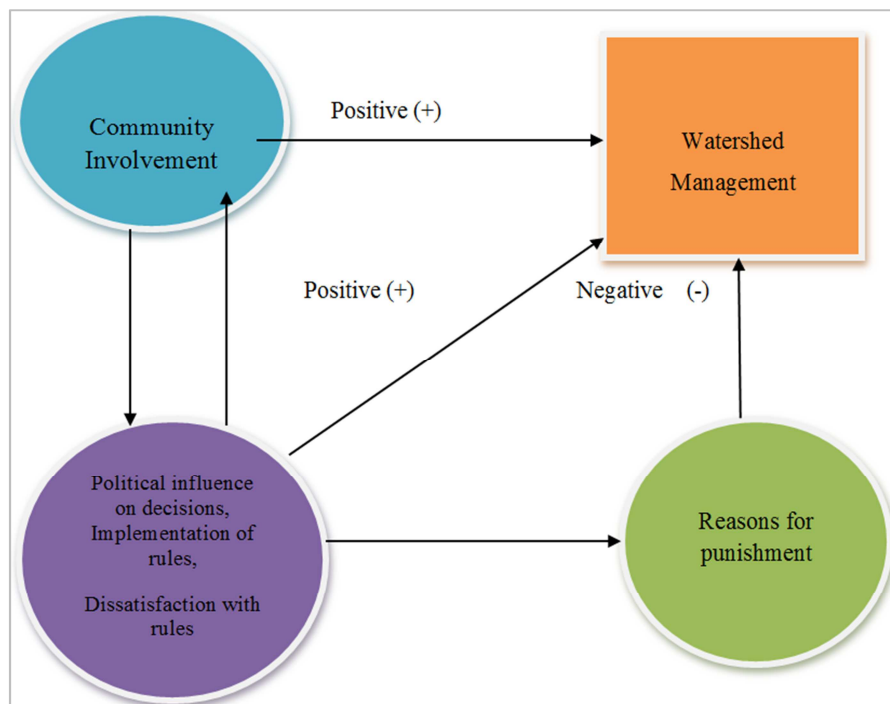 Community
Involvement
Positive (+)
Watershed
Management
Positive (+)
Negative (-)
Political influence
on decisions,
Implementation of
rules,
Dissatisfaction with
rules
Reasons for
punishment